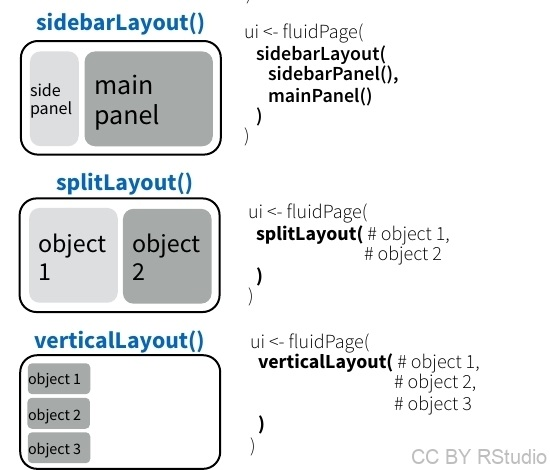 )
sidebarLayout()
side
panel
main
panel
ui <- fluidPage(
sidebarLayout(
sidebarPanel(),
mainPanel()
)
)
splitLayout()
object
1
object
2
ui <- fluidPage(
splitLayout( # object 1,
# object 2
)
)
verticalLayout()
object 1
object 2
object 3
ui <- fluidPage(
verticalLayout( # object 1,
# object 2,
# object 3
)
)
CC BY RStudio